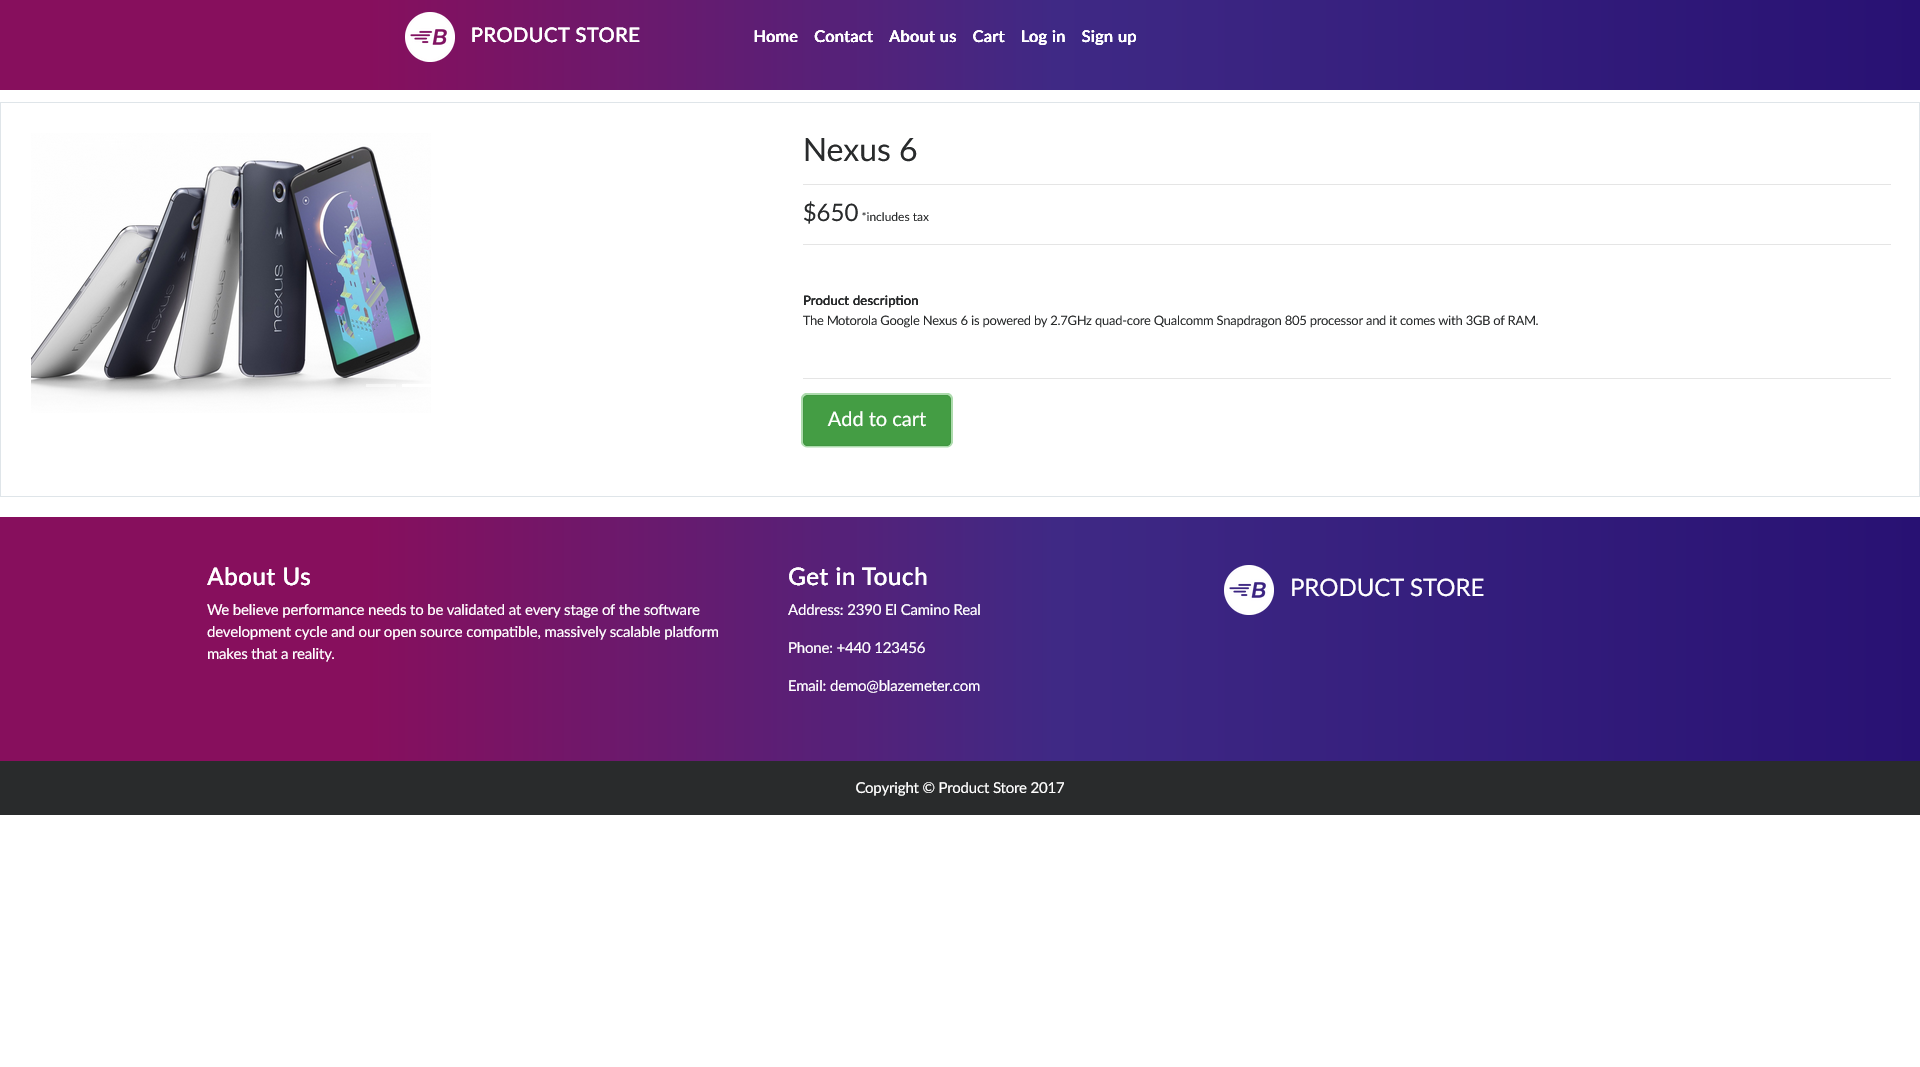 B PRODUCT STORE
Home Contact About us Cart Log in Sign up
nexus
nexus
nexus
nexus
Nexus 6
$650 *includes tax
Product description
The Motorola Google Nexus 6 is powered by 2.7GHz quad-core Qualcomm Snapdragon 805 processor and it comes with 3GB of RAM.
Add to cart
About Us
We believe performance needs to be validated at every stage of the software
development cycle and our open source compatible, massively scalable platform
makes that a reality.
Get in Touch
Address: 2390 El Camino Real
Phone: +440 123456
Email: demo@blazemeter.com
B PRODUCT STORE
Copyright © Product Store 2017